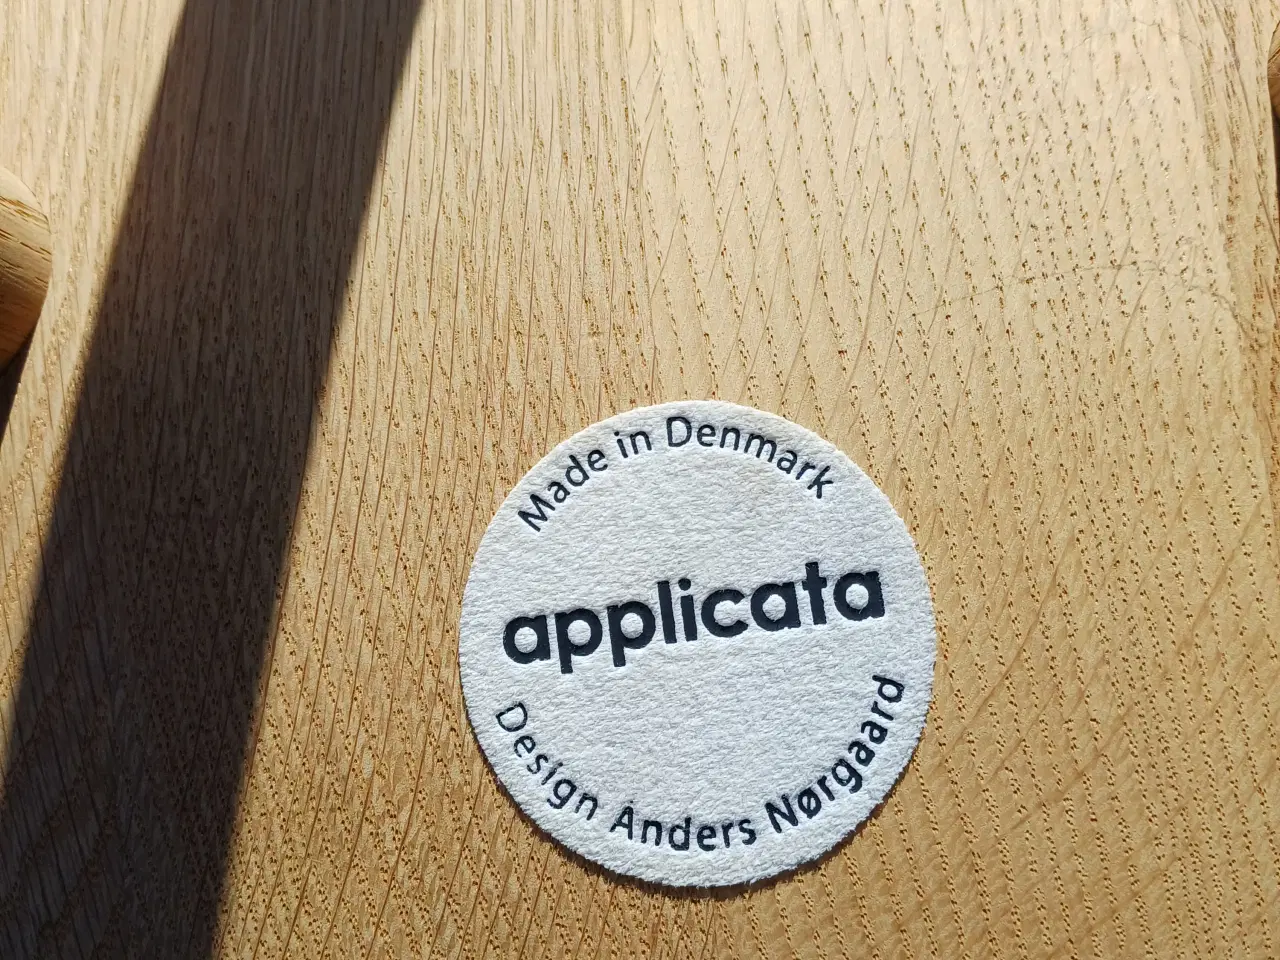 Made in Denmark
applicata
Design Anders Nørgaard